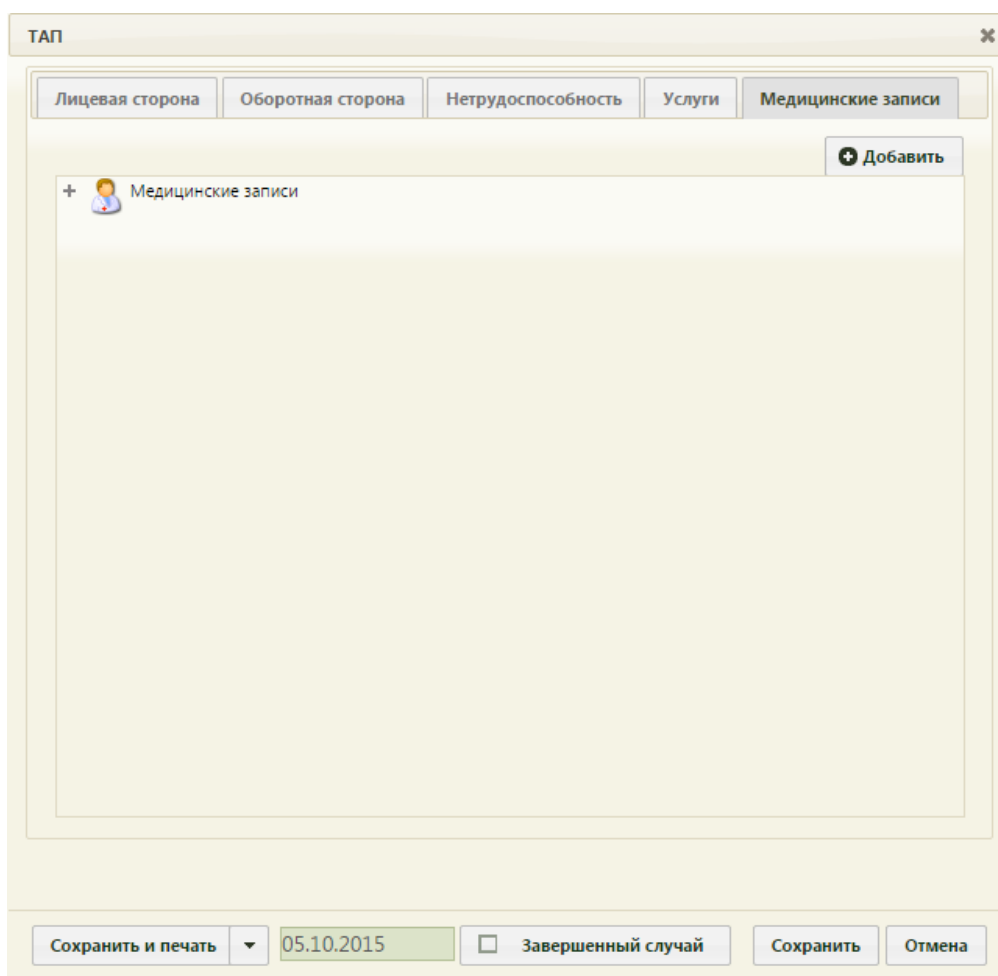 ТАП
Лицевая сторона Оборотная сторона Нетрудоспособность Услуги Медицинские записи
Добавить
Медицинские записи
Сохранить и печать 05.10.2015 Завершенный случай Сохранить Отмена